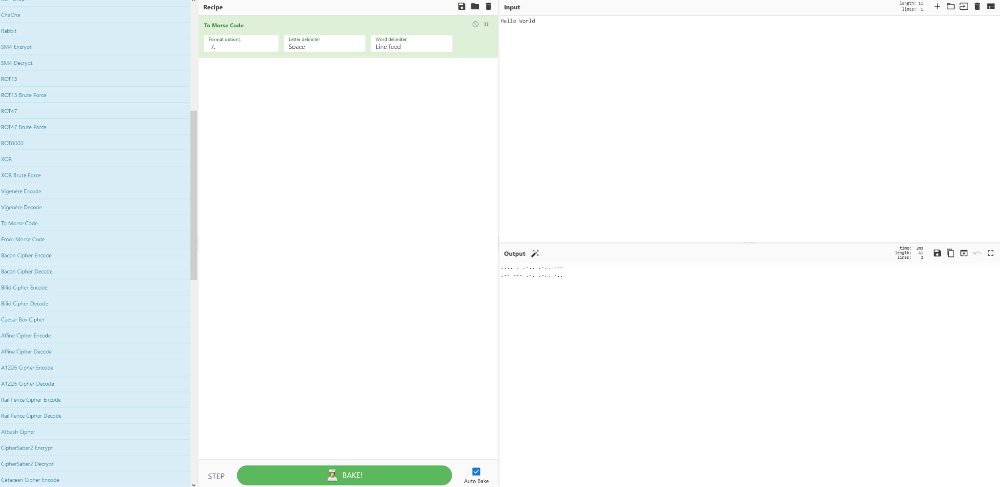 ChaCha
Rabbit
SM4 Encrypt
SM4 Decrypt
ROT13
ROT13 Brute Force
ROT47
ROT47 Brute Force
ROT8000
XOR
XOR Brute Force
Vigenère Encode
Vigenère Decode
To Morse Code
From Morse Code
Bacon Cipher Encode
Bacon Cipher Decode
Bifid Cipher Encode
Bifid Cipher Decode
Caesar Box Cipher
Affine Cipher Encode
Affine Cipher Decode
A1Z26 Cipher Encode
A1Z26 Cipher Decode
Rail Fence Cipher Encode
Rail Fence Cipher Decode
Atbash Cipher
CipherSaber2 Encrypt
CipherSaber2 Decrypt
Cetacean Cipher Encode
Recipe
To Morse Code
Format options Letter delimiter Word delimiter
-/. Space Line feed
STEP BAKE! Auto Bake
Input
length: 11
lines: 1
Hello World
Output
time: 3ms
length: 41
lines: 2
.... . .-.. .-.. ---
.-- --- .-. .-.. -..